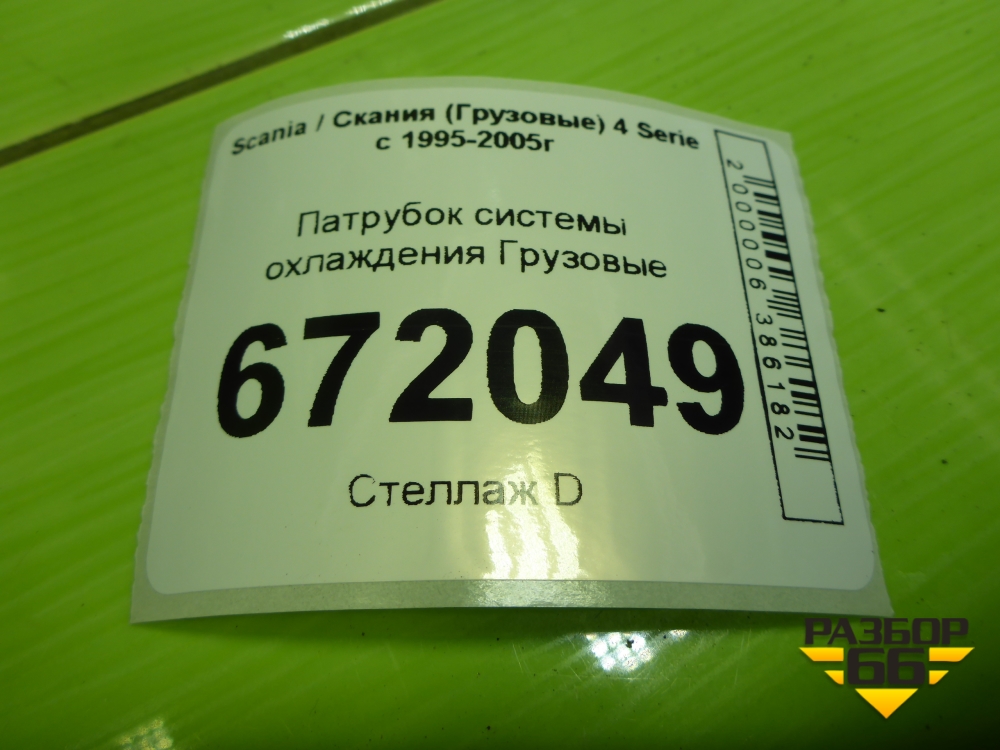 Scania / Скания (Грузовые) 4 Serie
с 1995-2005г
Патрубок системы
охлаждения Грузовые
672049
Стеллаж D
2000006386182
РАЗБОР
66